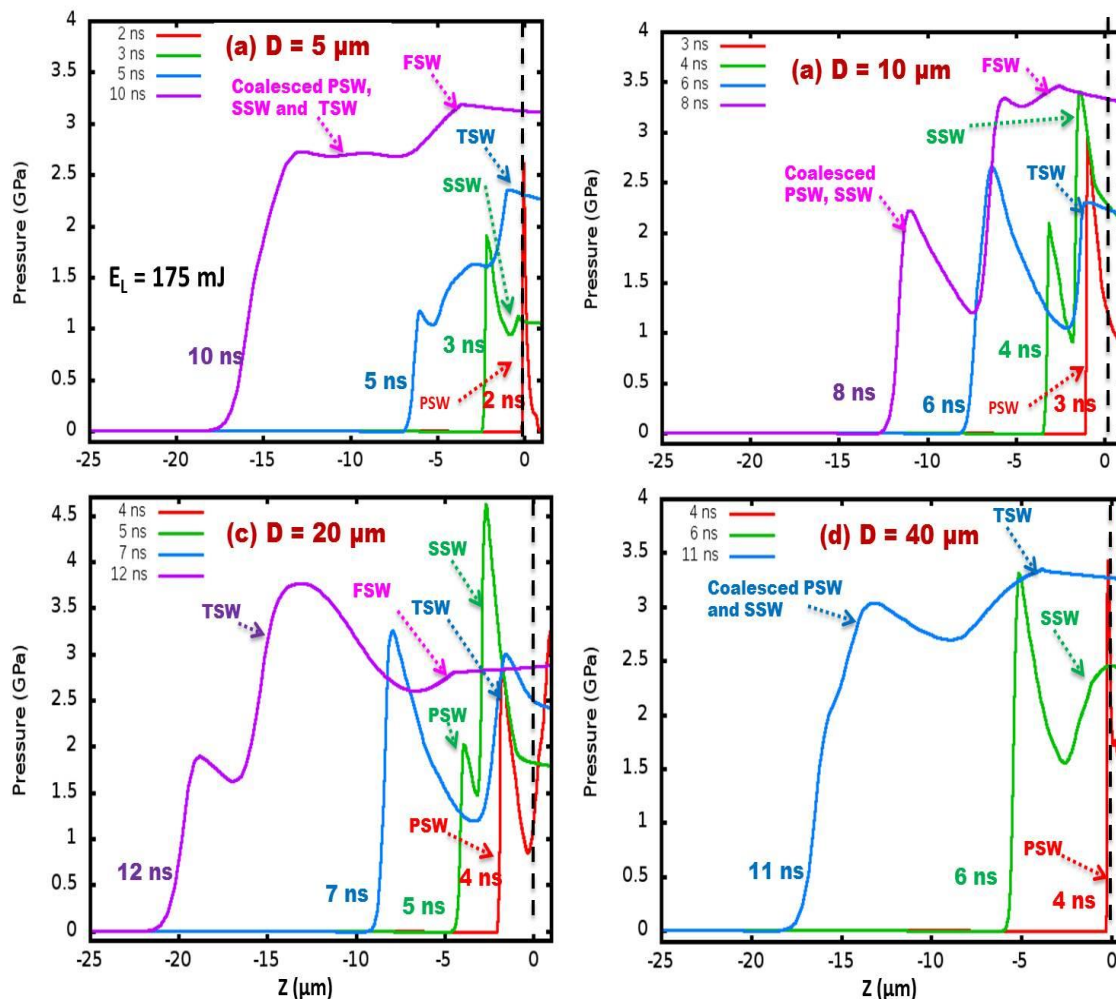 4
3.5
3
2.5
2
1.5
1
0.5
0
Pressure (GPa)
2 ns
3 ns
5 ns
10 ns
(a) D = 5 µm
FSW
Coalesced PSW,
SSW and TSW
TSW
SSW
E_L = 175 mJ
3 ns
10 ns
5 ns
PSW
2 ns
-25
-20
-15
-10
-5
0
4
3.5
3
2.5
2
1.5
1
0.5
0
Pressure (GPa)
3 ns
4 ns
6 ns
8 ns
(a) D = 10 µm
FSW
SSW
TSW
Coalesced
PSW, SSW
4 ns
8 ns
6 ns
PSW
3 ns
-25
-20
-15
-10
-5
0
4.5
4
3.5
3
2.5
2
1.5
1
0.5
0
Pressure (GPa)
4 ns
5 ns
7 ns
12 ns
(c) D = 20 µm
SSW
FSW
TSW
TSW
PSW
PSW
12 ns
7 ns
5 ns
4 ns
-25
-20
-15
-10
-5
0
Z (µm)
4
3.5
3
2.5
2
1.5
1
0.5
0
Pressure (GPa)
4 ns
6 ns
11 ns
TSW
(d) D = 40 µm
Coalesced PSW
and SSW
SSW
PSW
11 ns
6 ns
4 ns
-25
-20
-15
-10
-5
0
Z (µm)